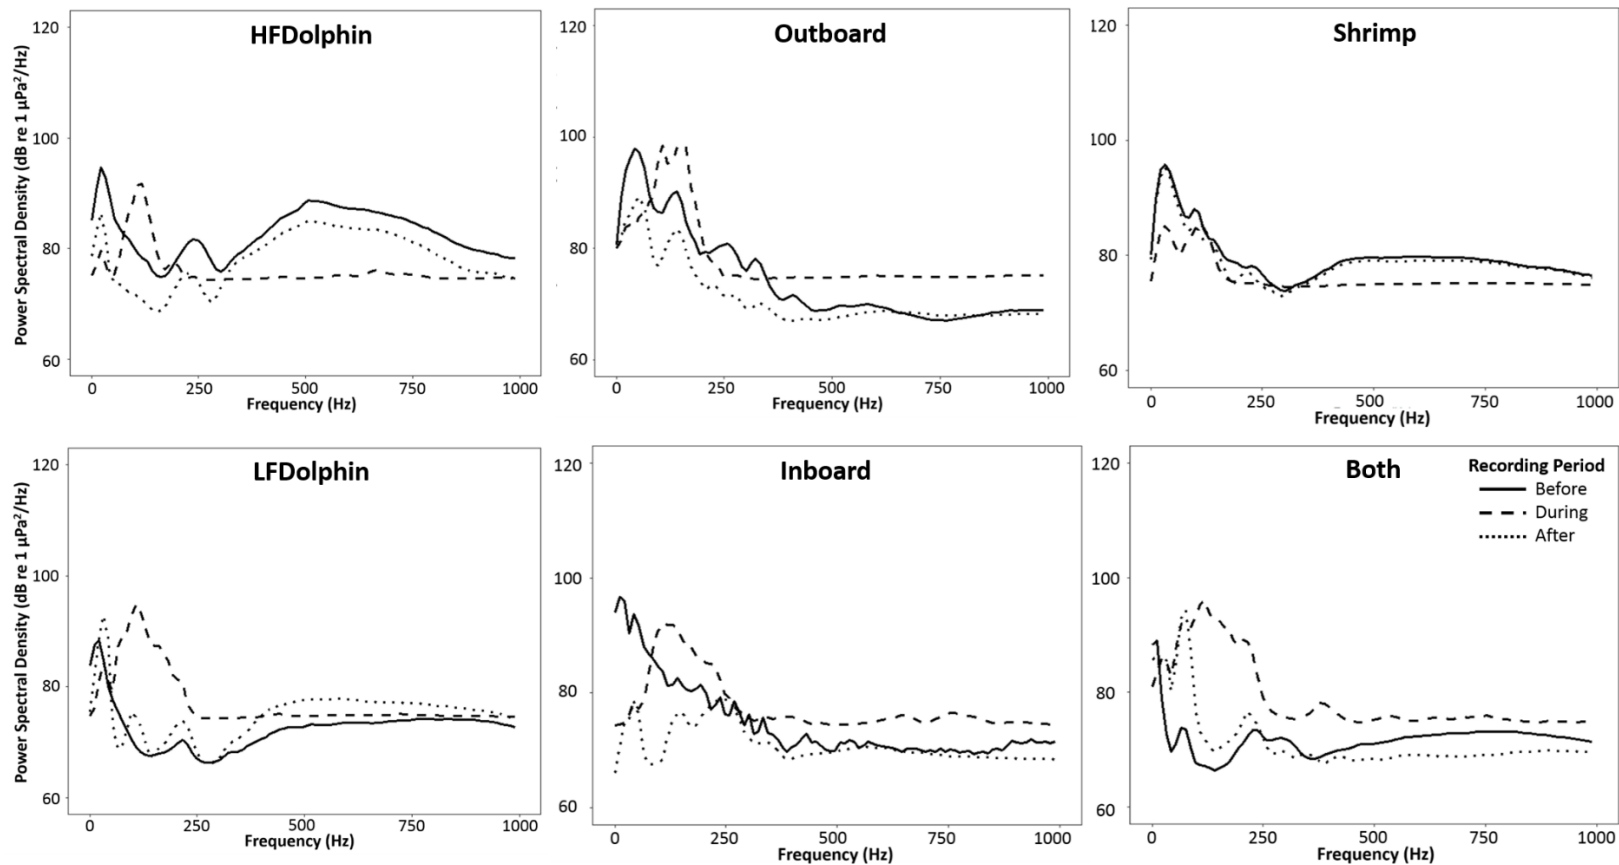 HFDolphin
Power Spectral Density (dB re 1 µPa²/Hz)
120
100
80
60
0 250 500 750 1000
Frequency (Hz)
Outboard
120
100
80
60
0 250 500 750 1000
Frequency (Hz)
Shrimp
120
100
80
60
0 250 500 750 1000
Frequency (Hz)
LFDolphin
Power Spectral Density (dB re 1 µPa²/Hz)
120
100
80
60
0 250 500 750 1000
Frequency (Hz)
Inboard
120
100
80
60
0 250 500 750 1000
Frequency (Hz)
Both
Recording Period
Before
During
After
120
100
80
60
0 250 500 750 1000
Frequency (Hz)